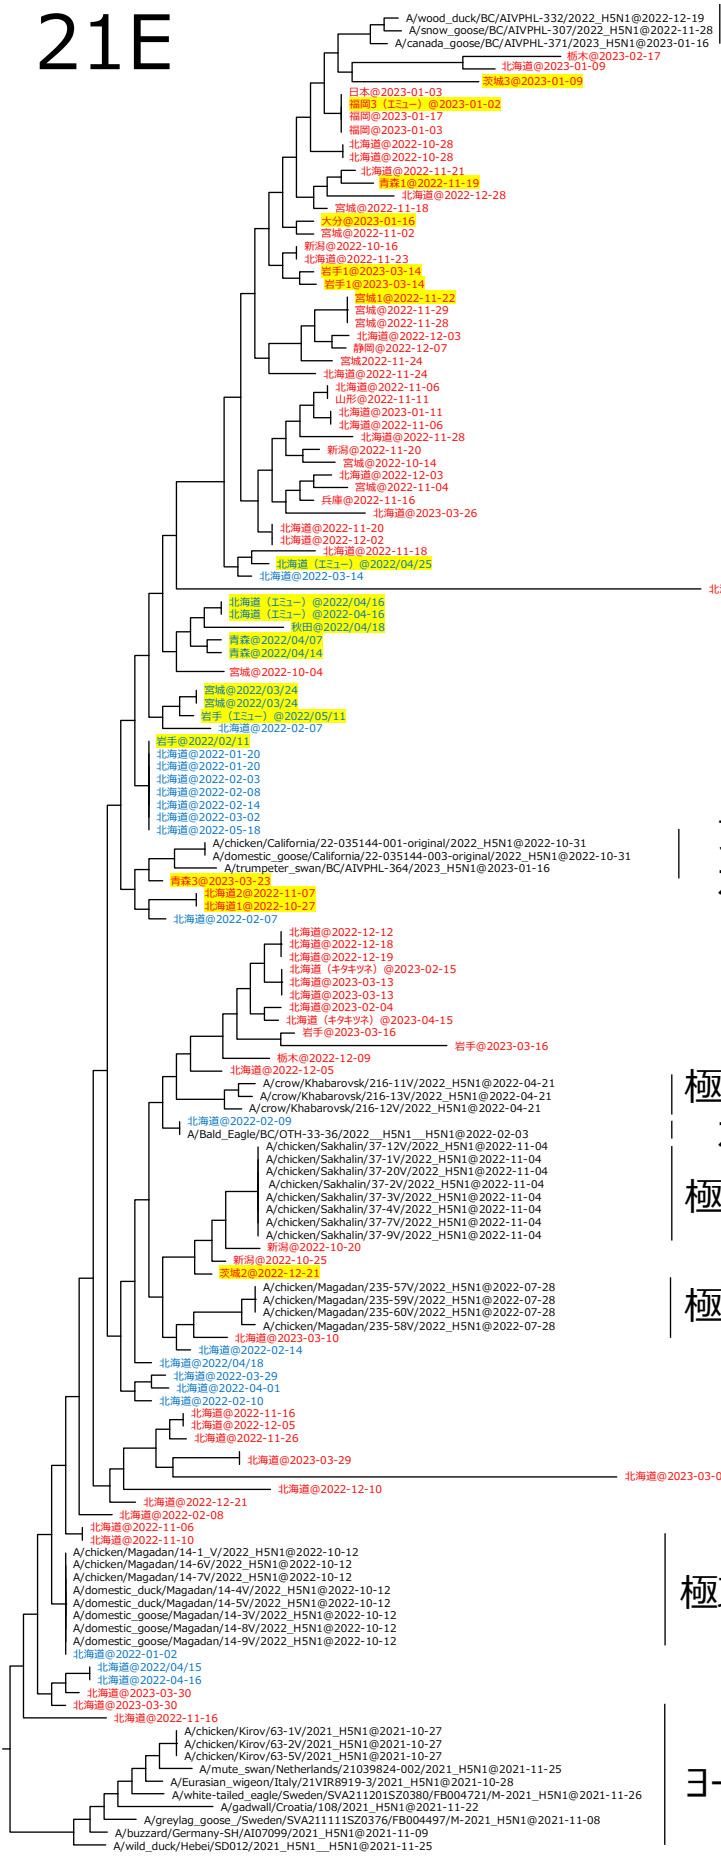 21E
A/wood_duck/BC/AIVPHL-332/2022_H5N1@2022-12-19
A/snow_goose/BC/AIVPHL-307/2022_H5N1@2022-11-28
A/canada_goose/BC/AIVPHL-371/2023_H5N1@2023-01-16
栃木@2023-02-17
北海道@2023-01-09
茨城3@2023-01-09
日本@2023-01-03
福岡3（エミュー）@2023-01-02
福岡@2023-01-17
福岡@2023-01-03
北海道@2022-10-28
北海道@2022-10-28
北海道@2022-11-21
青森1@2022-11-19
北海道@2022-12-28
宮城@2022-11-18
大分@2023-01-16
宮城@2022-11-02
新潟@2022-10-16
北海道@2022-11-23
岩手1@2023-03-14
岩手1@2023-03-14
宮城1@2022-11-22
宮城@2022-11-29
宮城@2022-11-28
北海道@2022-12-03
静岡@2022-12-07
宮城2022-11-24
北海道@2022-11-24
北海道@2022-11-06
山形@2022-11-11
北海道@2023-01-11
北海道@2022-11-06
北海道@2022-11-28
新潟@2022-11-20
宮城@2022-10-14
北海道@2022-12-03
宮城@2022-11-04
兵庫@2022-11-16
北海道@2023-03-26
北海道@2022-11-20
北海道@2022-12-02
北海道@2022-11-18
北海道（エミュー）@2022/04/25
北海道@2022-03-14
北海道（エミュー）@2022/04/16
北海道（エミュー）@2022-04-16
秋田@2022/04/18
青森@2022/04/07
青森@2022/04/14
宮城@2022-10-04
宮城@2022/03/24
宮城@2022/03/24
岩手（エミュー）@2022/05/11
北海道@2022-02-07
岩手@2022/02/11
北海道@2022-01-20
北海道@2022-01-20
北海道@2022-02-03
北海道@2022-02-08
北海道@2022-02-14
北海道@2022-03-02
北海道@2022-05-18
A/chicken/California/22-035144-001-original/2022_H5N1@2022-10-31
A/domestic_goose/California/22-035144-003-original/2022_H5N1@2022-10-31
A/trumpeter_swan/BC/AIVPHL-364/2023_H5N1@2023-01-16
青森3@2023-03-23
北海道2@2022-11-07
北海道1@2022-10-27
北海道@2022-02-07
北海道@2022-12-12
北海道@2022-12-18
北海道@2022-12-19
北海道（キタキツネ）@2023-02-15
北海道@2023-03-13
北海道@2023-03-13
北海道@2023-02-04
北海道（キタキツネ）@2023-04-15
岩手@2023-03-16
岩手@2023-03-16
栃木@2022-12-09
北海道@2022-12-05
A/crow/Khabarovsk/216-11V/2022_H5N1@2022-04-21
A/crow/Khabarovsk/216-13V/2022_H5N1@2022-04-21
極
A/crow/Khabarovsk/216-12V/2022_H5N1@2022-04-21
北海道@2022-02-09
A/Bald_Eagle/BC/OTH-33-36/2022__H5N1__H5N1@2022-02-03
A/chicken/Sakhalin/37-12V/2022_H5N1@2022-11-04
A/chicken/Sakhalin/37-1V/2022_H5N1@2022-11-04
A/chicken/Sakhalin/37-20V/2022_H5N1@2022-11-04
A/chicken/Sakhalin/37-2V/2022_H5N1@2022-11-04
A/chicken/Sakhalin/37-3V/2022_H5N1@2022-11-04
極
A/chicken/Sakhalin/37-4V/2022_H5N1@2022-11-04
A/chicken/Sakhalin/37-7V/2022_H5N1@2022-11-04
A/chicken/Sakhalin/37-9V/2022_H5N1@2022-11-04
新潟@2022-10-20
新潟@2022-10-25
茨城2@2022-12-21
A/chicken/Magadan/235-57V/2022_H5N1@2022-07-28
A/chicken/Magadan/235-59V/2022_H5N1@2022-07-28
極
A/chicken/Magadan/235-60V/2022_H5N1@2022-07-28
A/chicken/Magadan/235-58V/2022_H5N1@2022-07-28
北海道@2023-03-10
北海道@2022-02-14
北海道@2022/04/18
北海道@2022-03-29
北海道@2022-04-01
北海道@2022-02-10
北海道@2022-11-16
北海道@2022-12-05
北海道@2022-11-26
北海道@2023-03-29
北海道@2023-03-0
北海道@2022-12-10
北海道@2022-12-21
北海道@2022-02-08
北海道@2022-11-06
北海道@2022-11-10
A/chicken/Magadan/14-1_V/2022_H5N1@2022-10-12
A/chicken/Magadan/14-6V/2022_H5N1@2022-10-12
A/chicken/Magadan/14-7V/2022_H5N1@2022-10-12
A/domestic_duck/Magadan/14-4V/2022_H5N1@2022-10-12
極
A/domestic_duck/Magadan/14-5V/2022_H5N1@2022-10-12
A/domestic_goose/Magadan/14-3V/2022_H5N1@2022-10-12
A/domestic_goose/Magadan/14-8V/2022_H5N1@2022-10-12
A/domestic_goose/Magadan/14-9V/2022_H5N1@2022-10-12
北海道@2022-01-02
北海道@2022/04/15
北海道@2022-04-16
北海道@2023-03-30
北海道@2023-03-30
北海道@2022-11-16
A/chicken/Kirov/63-1V/2021_H5N1@2021-10-27
A/chicken/Kirov/63-2V/2021_H5N1@2021-10-27
A/chicken/Kirov/63-5V/2021_H5N1@2021-10-27
A/mute_swan/Netherlands/21039824-002/2021_H5N1@2021-11-25
A/Eurasian_wigeon/Italy/21VIR8919-3/2021_H5N1@2021-10-28
ヨー
A/white-tailed_eagle/Sweden/SVA211201SZ0380/FB004721/M-2021_H5N1@2021-11-26
A/gadwall/Croatia/108/2021_H5N1@2021-11-22
A/greylag_goose_/Sweden/SVA211111SZ0376/FB004497/M-2021_H5N1@2021-11-08
A/buzzard/Germany-SH/AI07099/2021_H5N1@2021-11-09
A/wild_duck/Hebei/SD012/2021_H5N1__H5N1@2021-11-25